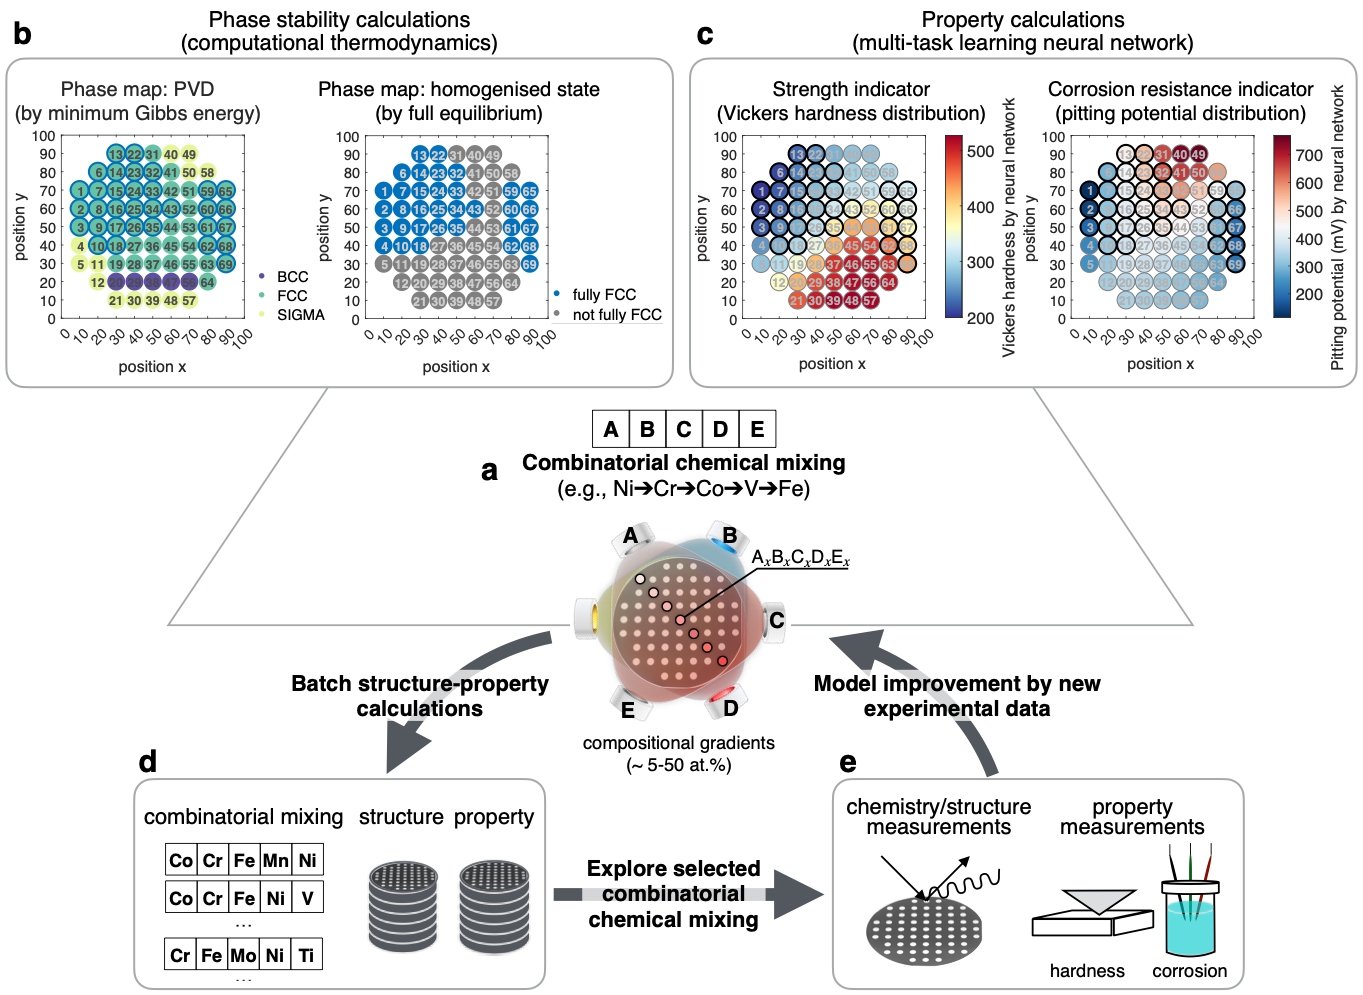 b
Phase stability calculations
(computational thermodynamics)
Phase map: PVD
(by minimum Gibbs energy)
100
90
80
70
60
50
40
30
20
10
0
position y
13 22 31 40 49
6 14 23 32 41 50 58
1 7 15 24 33 42 51 59 65
2 8 16 25 34 43 52 60 66
3 9 17 26 35 44 53 61 67
4 10 18 27 36 45 54 62 68
5 11 19 28 37 46 55 63 69
12 20 29 38 47 56 64
21 30 39 48 57
0 10 20 30 40 50 60 70 80 90 100
position x
BCC
FCC
SIGMA
Phase map: homogenised state
(by full equilibrium)
100
90
80
70
60
50
40
30
20
10
0
position y
13 22 31 40 49
6 14 23 32 41 50 58
1 7 15 24 33 42 51 59 65
2 8 16 25 34 43 52 60 66
3 9 17 26 35 44 53 61 67
4 10 18 27 36 45 54 62 68
5 11 19 28 37 46 55 63 69
12 20 29 38 47 56 64
21 30 39 48 57
0 10 20 30 40 50 60 70 80 90 100
position x
fully FCC
not fully FCC
c
Property calculations
(multi-task learning neural network)
Strength indicator
(Vickers hardness distribution)
100
90
80
70
60
50
40
30
20
10
0
position y
13 22 31
6 14 23 32
1 7 15 24 33 42 51 59 65
2 8 16 25 34 43 52 60 66
3 9 17 26 35 44 53 61 67
4 10 18 27 36 45 54 62 68
5 11 19 28 37 46 55 63 69
12 20 29 38 47 56 64
21 30 39 48 57
0 10 20 30 40 50 60 70 80 90 100
position x
500
400
300
200
Vickers hardness by neural network
Corrosion resistance indicator
(pitting potential distribution)
100
90
80
70
60
50
40
30
20
10
0
position y
13 22 31 40 49
14 23 32 41 50
1 7 15 24 33 42 51 59
2 8 16 25 34 43 52 60 66
3 9 17 26 35 44 53 61 67
4 10 18 27 36 45 54 62 68
5 11 19 28 37 46 55 63 69
12 20 29 38 47 56 64
21 30 39 48 57
0 10 20 30 40 50 60 70 80 90 100
position x
700
600
500
400
300
200
Pitting potential (mV) by neural network
A B C D E
a
Combinatorial chemical mixing
(e.g., Ni➔Cr➔Co➔V➔Fe)
A
B
AxBxCxDxEx
C
D
E
compositional gradients
(~ 5-50 at.%)
Batch structure-property
calculations
Model improvement by new
experimental data
d
combinatorial mixing
structure
property
Co Cr Fe Mn Ni
Co Cr Fe Ni V
...
Cr Fe Mo Ni Ti
...
Explore selected
combinatorial
chemical mixing
e
chemistry/structure
measurements
property
measurements
hardness
corrosion